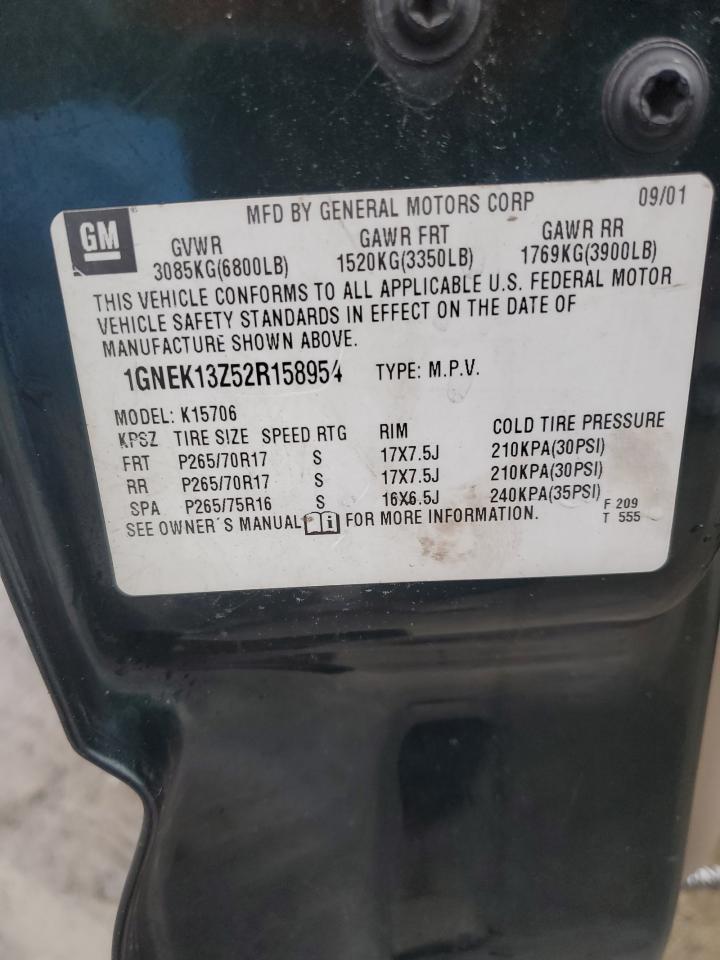 GM
MFD BY GENERAL MOTORS CORP 09/01
GVWR GAWR FRT GAWR RR
3085KG(6800LB) 1520KG(3350LB) 1769KG(3900LB)
THIS VEHICLE CONFORMS TO ALL APPLICABLE U.S. FEDERAL MOTOR
VEHICLE SAFETY STANDARDS IN EFFECT ON THE DATE OF
MANUFACTURE SHOWN ABOVE.
1GNEK13Z52R158954 TYPE: M.P.V.
MODEL: K15706
KPSZ TIRE SIZE SPEED RTG RIM COLD TIRE PRESSURE
FRT P265/70R17 S 17X7.5J 210KPA(30PSI)
RR P265/70R17 S 17X7.5J 210KPA(30PSI)
SPA P265/75R16 S 16X6.5J 240KPA(35PSI)
SEE OWNER'S MANUAL i FOR MORE INFORMATION.
F 209
T 555